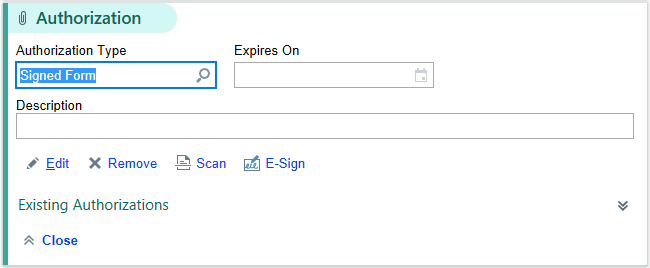 Authorization
Authorization Type Expires On
Signed Form
Description
Edit Remove Scan E-Sign
Existing Authorizations
Close